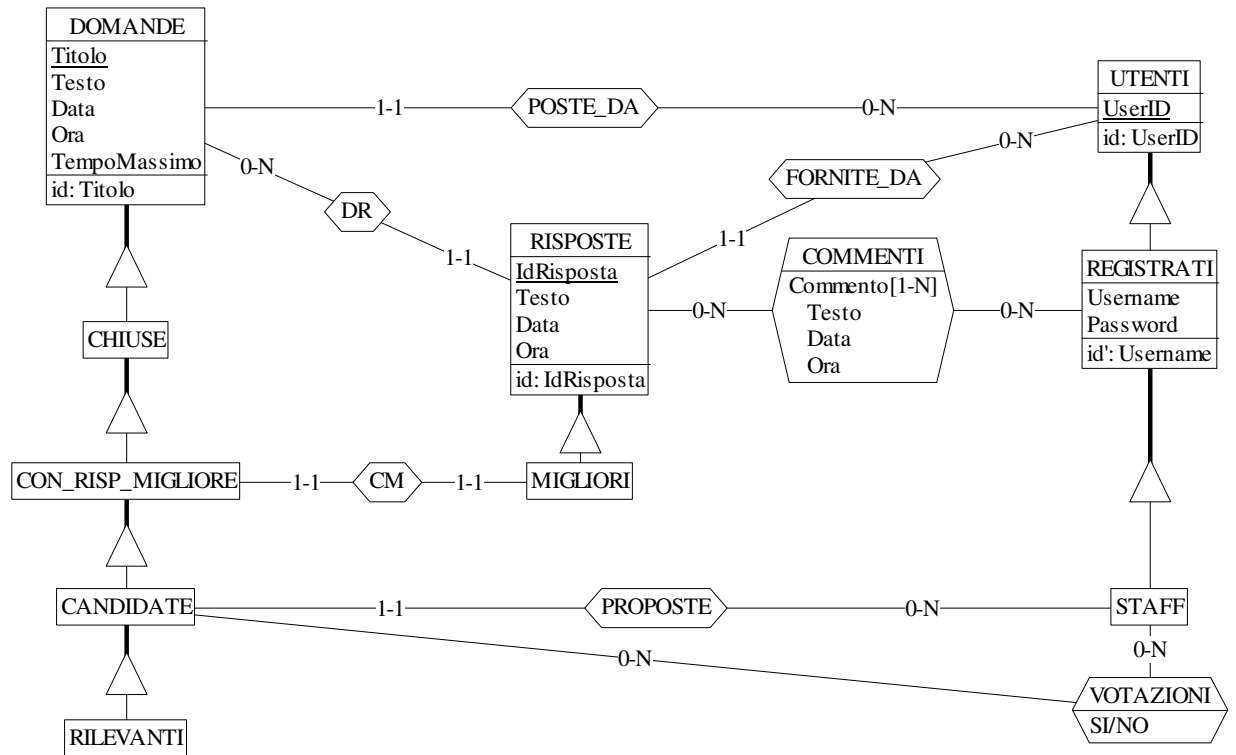 DOMANDE
Titolo
Testo
Data
Ora
TempoMassimo
id: Titolo
1-1
POSTE_DA
0-N
UTENTI
UserID
id: UserID
0-N
DR
1-1
0-N
FORNITE_DA
1-1
RISPOSTE
IdRisposta
Testo
Data
Ora
id: IdRisposta
0-N
COMMENTI
Commento[1-N]
Testo
Data
Ora
0-N
REGISTRATI
Username
Password
id': Username
CHIUSE
CON_RISP_MIGLIORE
1-1
CM
1-1
MIGLIORI
CANDIDATE
1-1
PROPOSTE
0-N
STAFF
0-N
0-N
VOTAZIONI
SI/NO
RILEVANTI